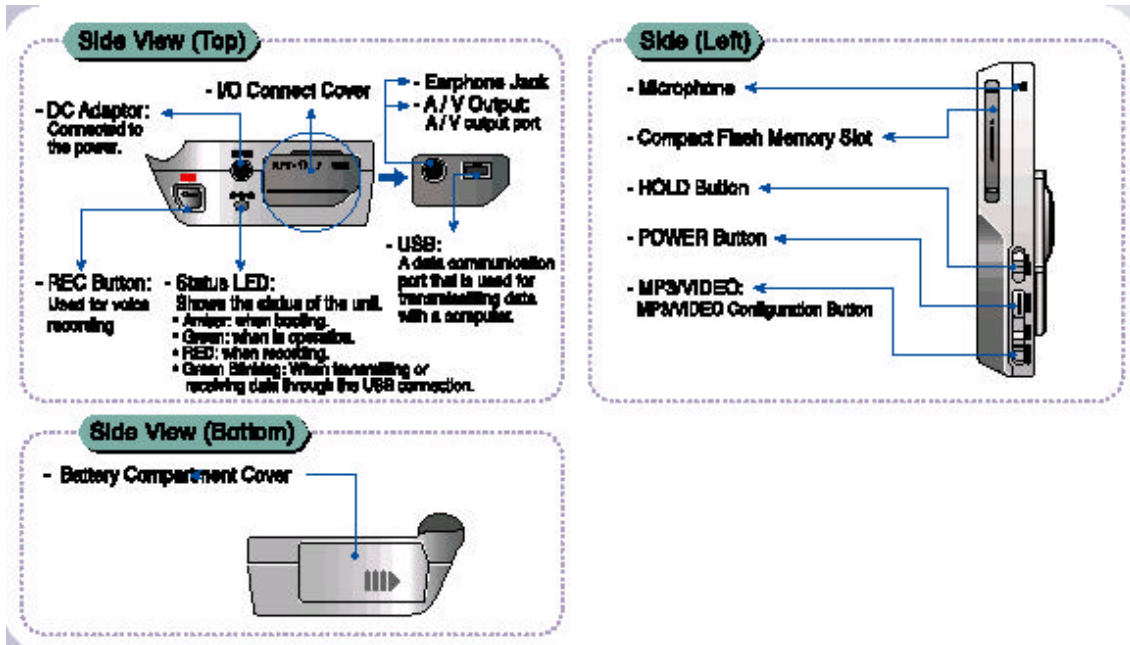 Side View (Top)
- I/O Connect Cover
- Earphone Jack
- A / V Output:
A / V output port
- DC Adaptor:
Connected to
the power.
- REC Button:
Used for voice
recording
- Status LED:
Shows the status of the unit.
• Amber: when booting.
• Green: when in operation.
• RED: when recording.
• Green Blinking: When transmitting or
receiving data through the USB connection.
- USB:
A data communication
port that is used for
transmitting data
with a computer.
Side (Left)
- Microphone
- Compact Flash Memory Slot
- HOLD Button
- POWER Button
- MP3/VIDEO:
MP3/VIDEO Configuration Button
Side View (Bottom)
- Battery Compartment Cover